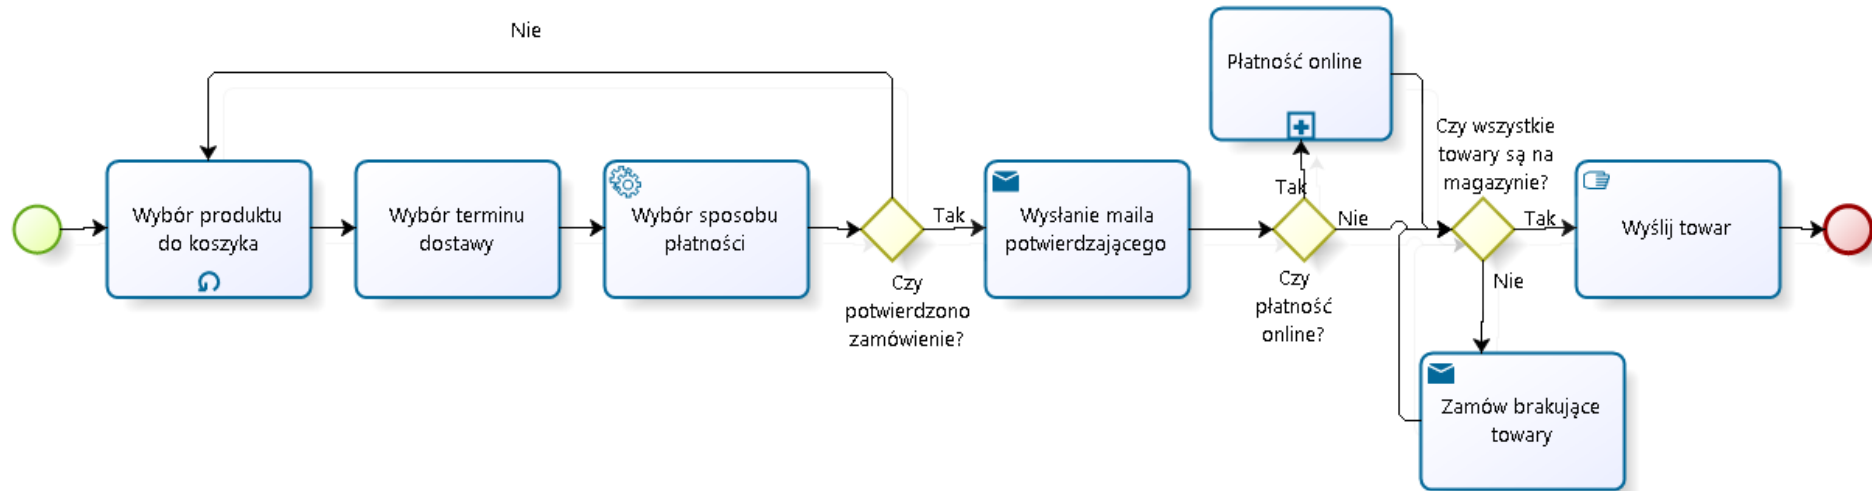 Nie
Wybór produktu
do koszyka
Wybór terminu
dostawy
Wybór sposobu
płatności
Czy
potwierdzono
zamówienie?
Tak
Wysłanie maila
potwierdzającego
Czy
płatność
online?
Tak
Płatność online
Nie
Czy wszystkie
towary są na
magazynie?
Tak
Wyślij towar
Nie
Zamów brakujące
towary